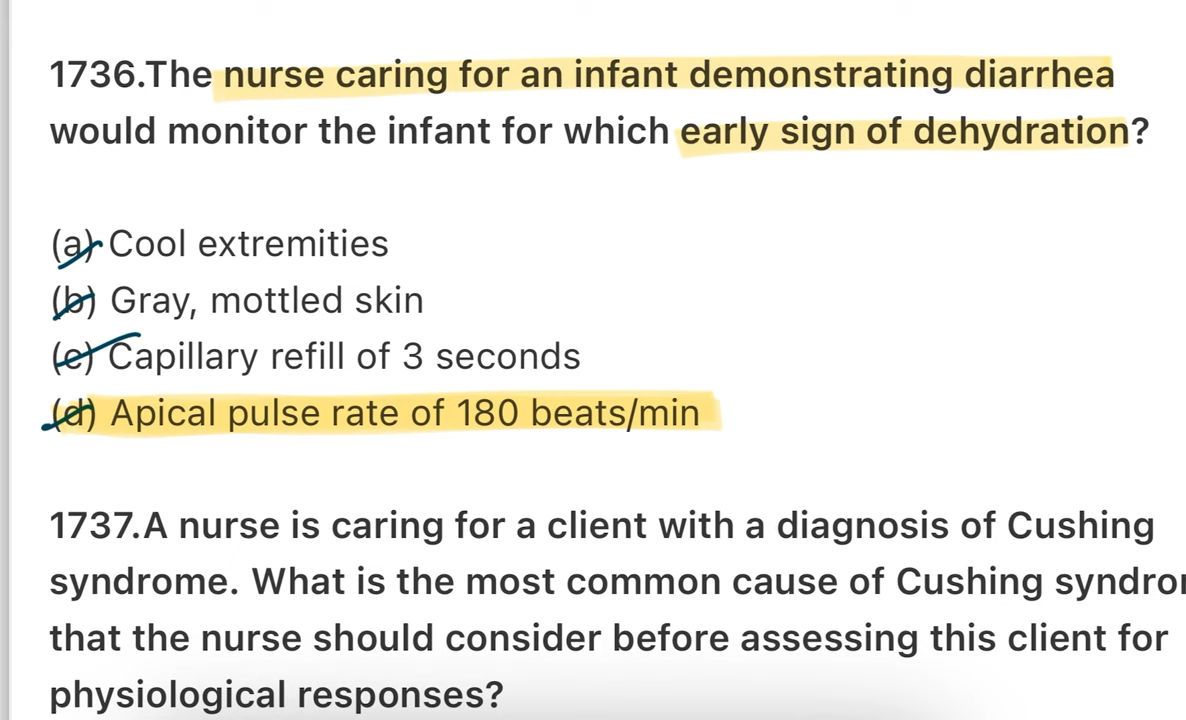 1736.The nurse caring for an infant demonstrating diarrhea
would monitor the infant for which early sign of dehydration?
(a) Cool extremities
(b) Gray, mottled skin
(c) Capillary refill of 3 seconds
(d) Apical pulse rate of 180 beats/min
1737.A nurse is caring for a client with a diagnosis of Cushing
syndrome. What is the most common cause of Cushing
that the nurse should consider before assessing this client for
physiological responses?